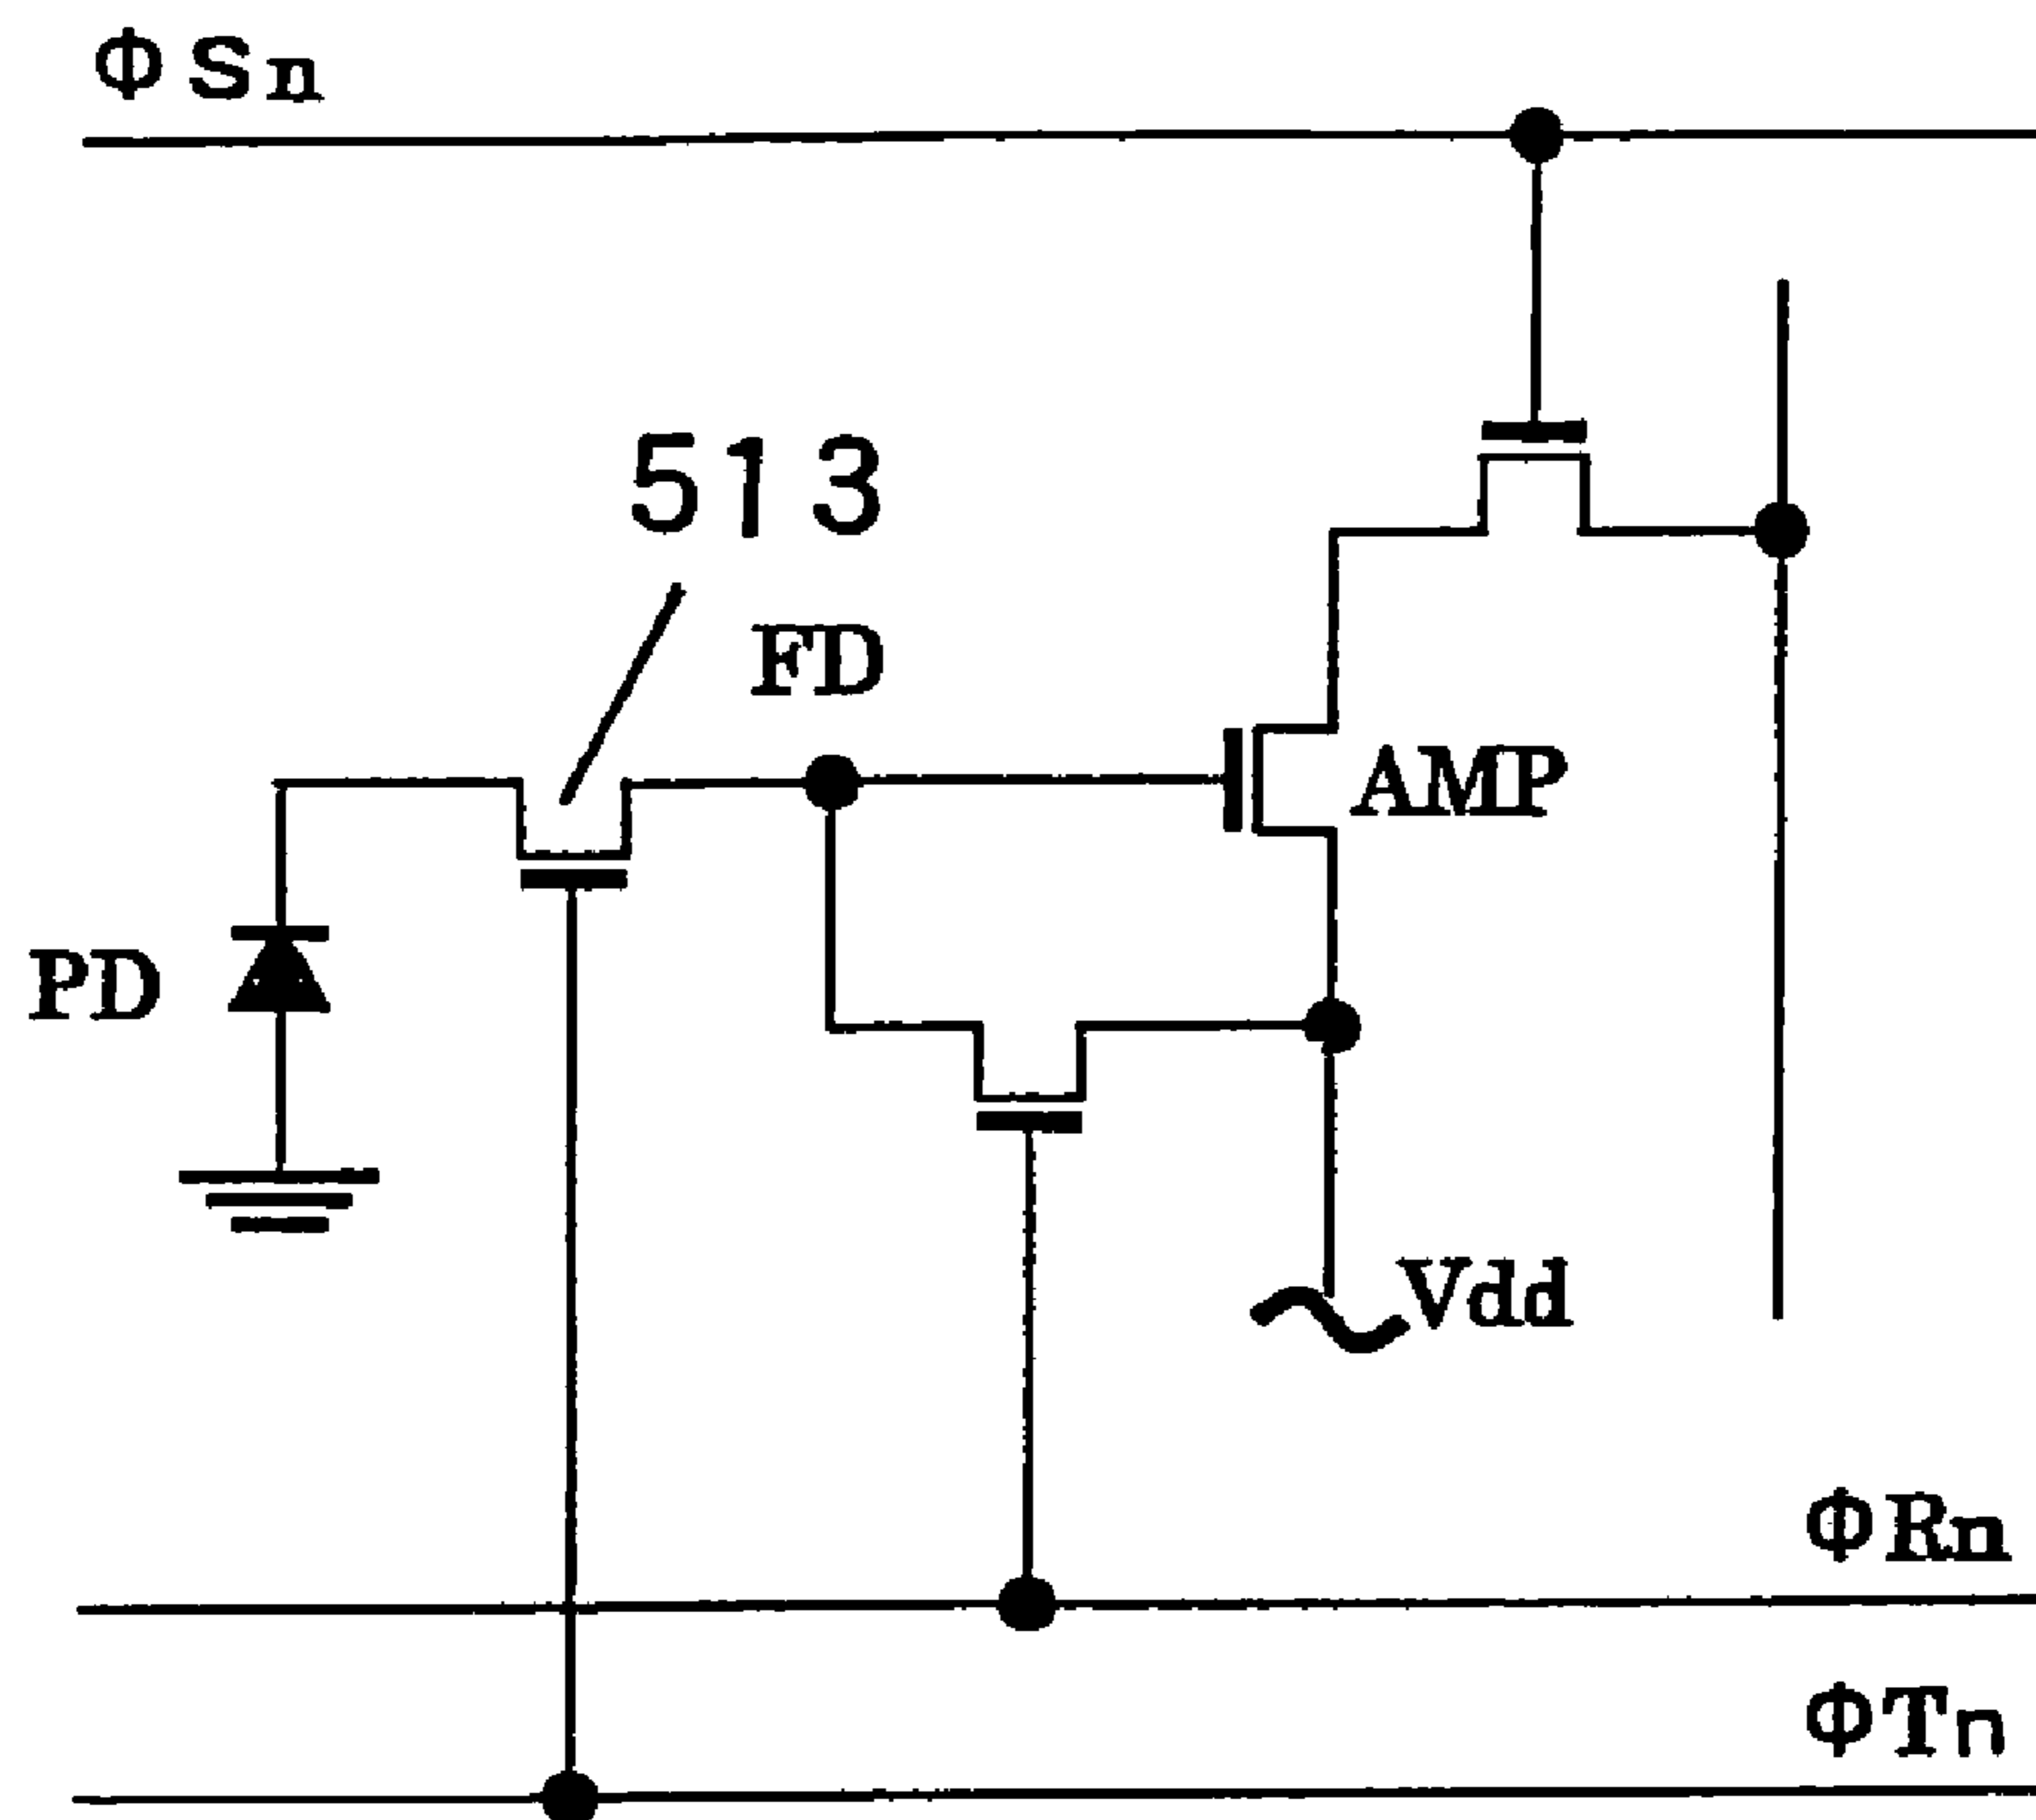 ΦSn
513
FD
AMP
PD
Vdd
ΦRn
ΦTn